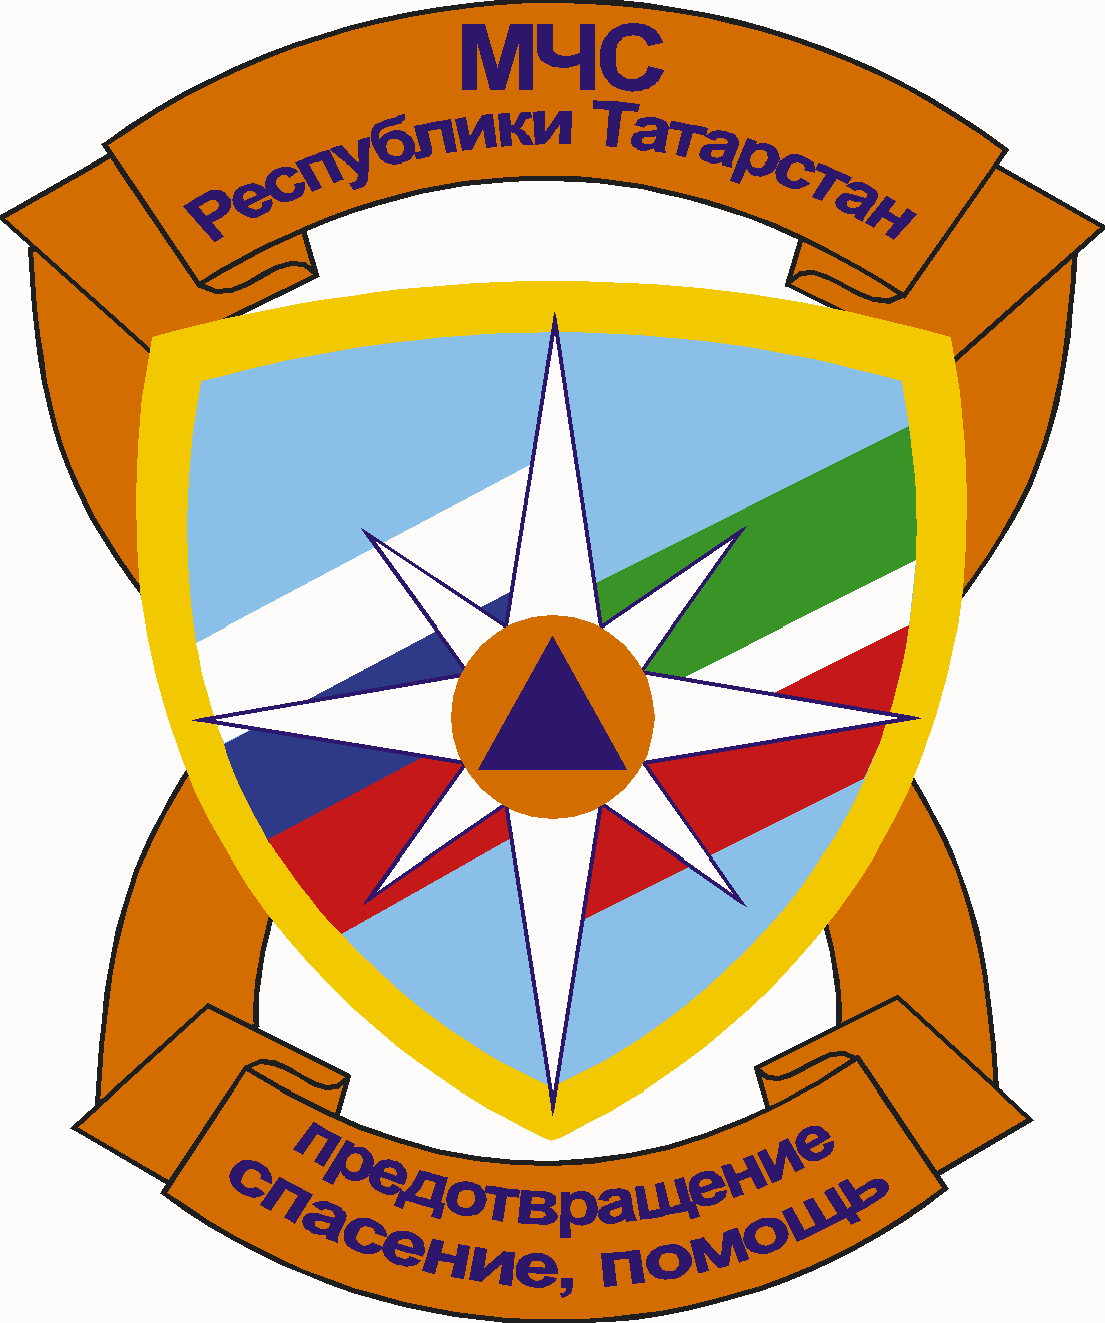 МЧС
Республики Татарстан
предотвращение
спасение, помощь